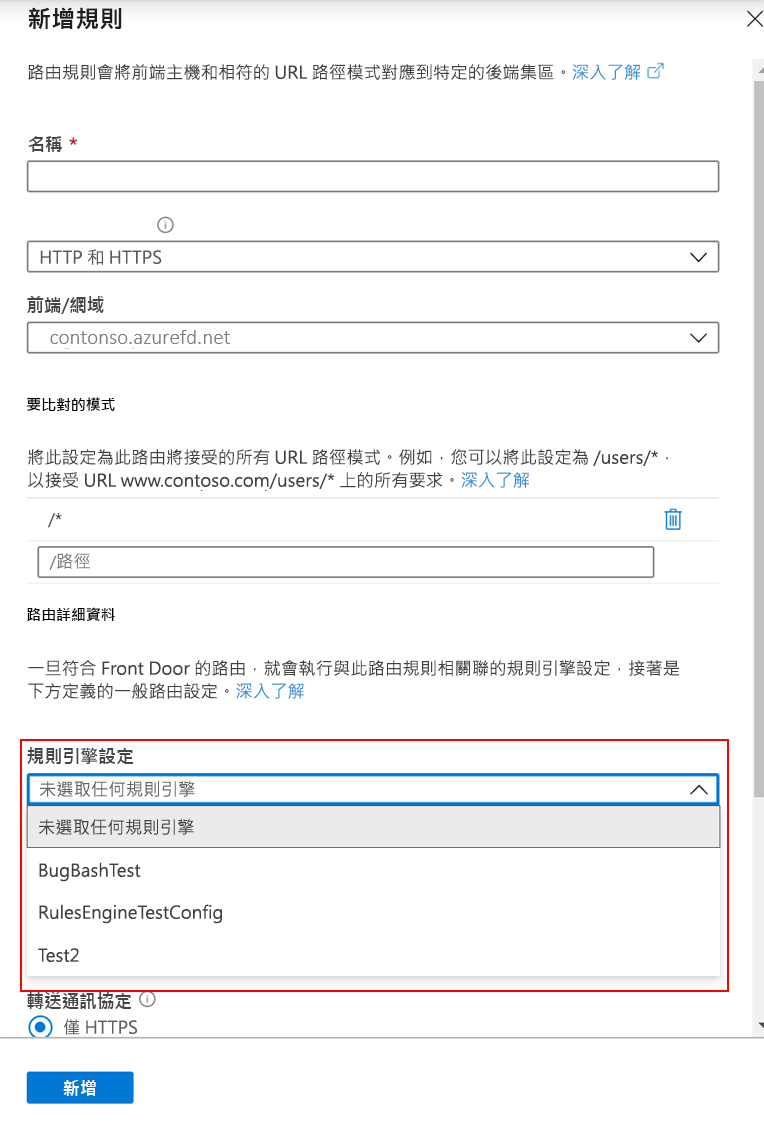 新增規則
路由規則會將前端主機和相符的 URL 路徑模式對應到特定的後端集區。深入了解
名稱 *
HTTP 和 HTTPS
前端/網域
contonso.azurefd.net
要比對的模式
將此設定為此路由將接受的所有 URL 路徑模式。例如，您可以將此設定為 /users/*，
以接受 URL www.contoso.com/users/* 上的所有要求。深入了解
/*
/路徑
路由詳細資料
一旦符合 Front Door 的路由，就會執行與此路由規則相關聯的規則引擎設定，接著是
下方定義的一般路由設定。深入了解
規則引擎設定
未選取任何規則引擎
未選取任何規則引擎
BugBashTest
RulesEngineTestConfig
Test2
轉送通訊協定
僅 HTTPS
新增